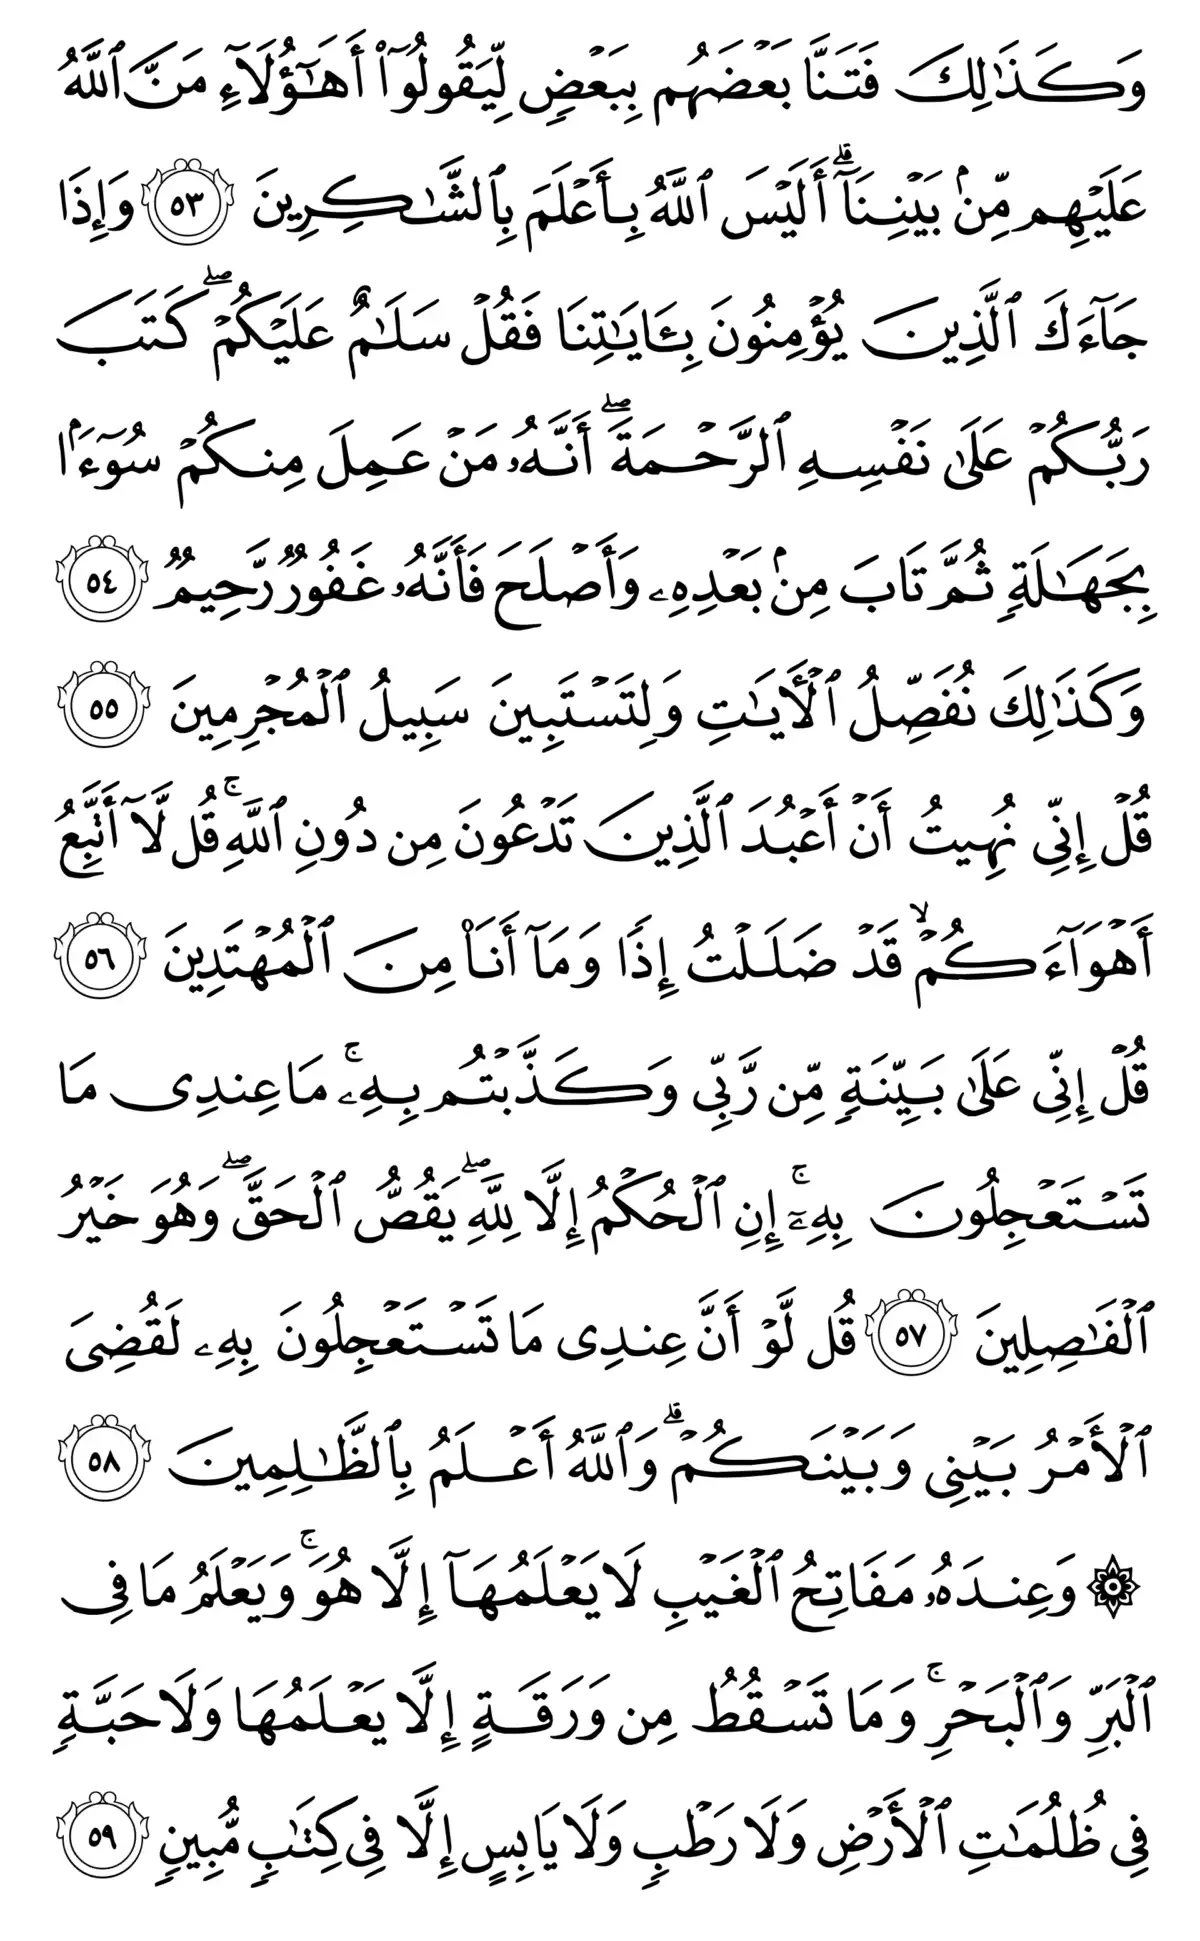 وَكَذَٰلِكَ فَتَنَّا بَعۡضَهُم بِبَعۡضٖ لِّيَقُولُوٓاْ أَهَٰٓؤُلَآءِ مَنَّ ٱللَّهُ
عَلَيۡهِم مِّنۢ بَيۡنِنَآۗ أَلَيۡسَ ٱللَّهُ بِأَعۡلَمَ بِٱلشَّٰكِرِينَ ٥٣ وَإِذَا
جَآءَكَ ٱلَّذِينَ يُؤۡمِنُونَ بِـَٔايَٰتِنَا فَقُلۡ سَلَٰمٌ عَلَيۡكُمۡۖ كَتَبَ
رَبُّكُمۡ عَلَىٰ نَفۡسِهِ ٱلرَّحۡمَةَۖ أَنَّهُۥ مَنۡ عَمِلَ مِنكُمۡ سُوٓءَۢا
بِجَهَٰلَةٖ ثُمَّ تَابَ مِنۢ بَعۡدِهِۦ وَأَصۡلَحَ فَأَنَّهُۥ غَفُورٞ رَّحِيمٞ ٥٤
وَكَذَٰلِكَ نُفَصِّلُ ٱلۡأٓيَٰتِ وَلِتَسۡتَبِينَ سَبِيلُ ٱلۡمُجۡرِمِينَ ٥٥
قُلۡ إِنِّي نُهِيتُ أَنۡ أَعۡبُدَ ٱلَّذِينَ تَدۡعُونَ مِن دُونِ ٱللَّهِۚ قُل لَّآ أَتَّبِعُ
أَهۡوَآءَكُمۡۙ قَدۡ ضَلَلۡتُ إِذٗا وَمَآ أَنَا۠ مِنَ ٱلۡمُهۡتَدِينَ ٥٦
قُلۡ إِنِّي عَلَىٰ بَيِّنَةٖ مِّن رَّبِّي وَكَذَّبۡتُم بِهِۦۚ مَا عِندِي مَا
تَسۡتَعۡجِلُونَ بِهِۦٓۚ إِنِ ٱلۡحُكۡمُ إِلَّا لِلَّهِۖ يَقُصُّ ٱلۡحَقَّۖ وَهُوَ خَيۡرُ
ٱلۡفَٰصِلِينَ ٥٧ قُل لَّوۡ أَنَّ عِندِي مَا تَسۡتَعۡجِلُونَ بِهِۦ لَقُضِيَ
ٱلۡأَمۡرُ بَيۡنِي وَبَيۡنَكُمۡۗ وَٱللَّهُ أَعۡلَمُ بِٱلظَّٰلِمِينَ ٥٨
۞ وَعِندَهُۥ مَفَاتِحُ ٱلۡغَيۡبِ لَا يَعۡلَمُهَآ إِلَّا هُوَۚ وَيَعۡلَمُ مَا فِي
ٱلۡبَرِّ وَٱلۡبَحۡرِۚ وَمَا تَسۡقُطُ مِن وَرَقَةٍ إِلَّا يَعۡلَمُهَا وَلَا حَبَّةٖ
فِي ظُلُمَٰتِ ٱلۡأَرۡضِ وَلَا رَطۡبٖ وَلَا يَابِسٍ إِلَّا فِي كِتَٰبٖ مُّبِينٖ ٥٩